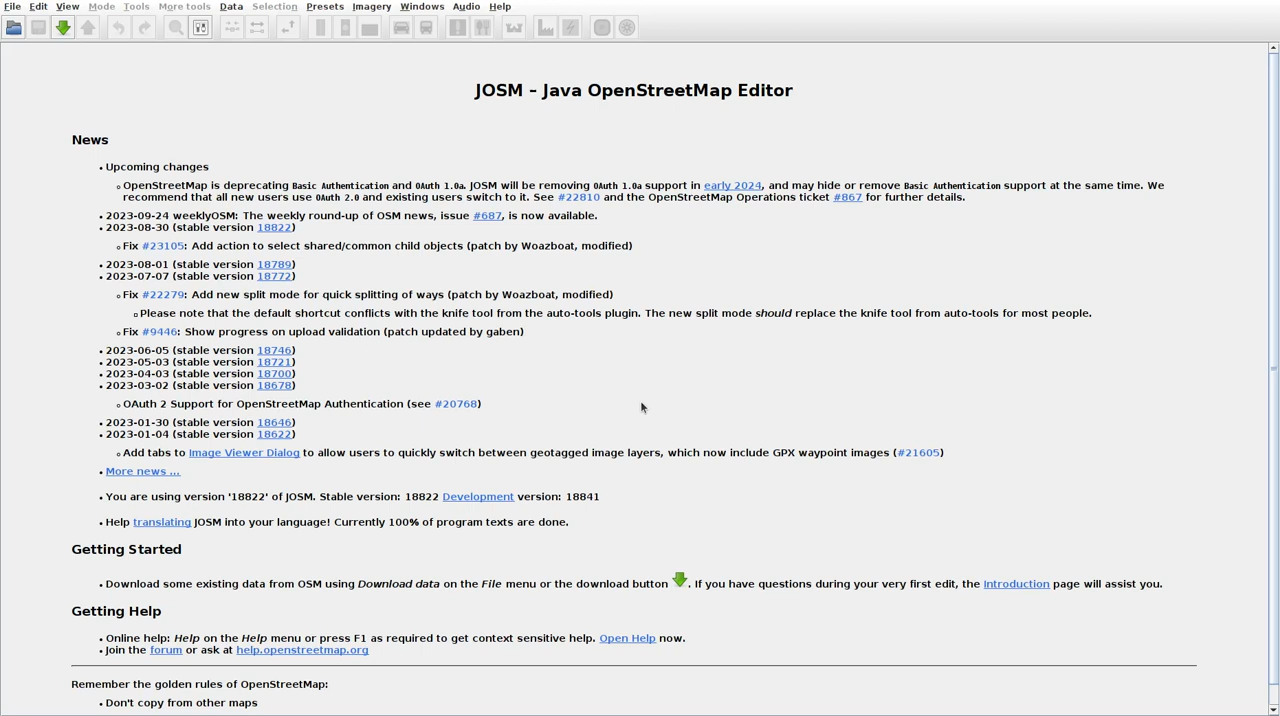 File Edit View Mode Tools More tools Data Selection Presets Imagery Windows Audio Help
JOSM – Java OpenStreetMap Editor
News
Upcoming changes
OpenStreetMap is deprecating Basic Authentication and OAuth 1.0a. JOSM will be removing OAuth 1.0a support in early 2024, and may hide or remove Basic Authentication support at the same time. We
recommend that all new users use OAuth 2.0 and existing users switch to it. See #22810 and the OpenStreetMap Operations ticket #867 for further details.
2023-09-24 weeklyOSM: The weekly round-up of OSM news, issue #687, is now available.
2023-08-30 (stable version 18822)
Fix #23105: Add action to select shared/common child objects (patch by Woazboat, modified)
2023-08-01 (stable version 18789)
2023-07-07 (stable version 18772)
Fix #22279: Add new split mode for quick splitting of ways (patch by Woazboat, modified)
Please note that the default shortcut conflicts with the knife tool from the auto-tools plugin. The new split mode should replace the knife tool from auto-tools for most people.
Fix #9446: Show progress on upload validation (patch updated by gaben)
2023-06-05 (stable version 18746)
2023-05-03 (stable version 18721)
2023-04-03 (stable version 18700)
2023-03-02 (stable version 18678)
OAuth 2 Support for OpenStreetMap Authentication (see #20768)
2023-01-30 (stable version 18646)
2023-01-04 (stable version 18622)
Add tabs to Image Viewer Dialog to allow users to quickly switch between geotagged image layers, which now include GPX waypoint images (#21605)
More news ...
You are using version '18822' of JOSM. Stable version: 18822 Development version: 18841
Help translating JOSM into your language! Currently 100% of program texts are done.
Getting Started
Download some existing data from OSM using Download data on the File menu or the download button . If you have questions during your very first edit, the Introduction page will assist you.
Getting Help
Online help: Help on the Help menu or press F1 as required to get context sensitive help. Open Help now.
Join the forum or ask at help.openstreetmap.org
Remember the golden rules of OpenStreetMap:
Don't copy from other maps